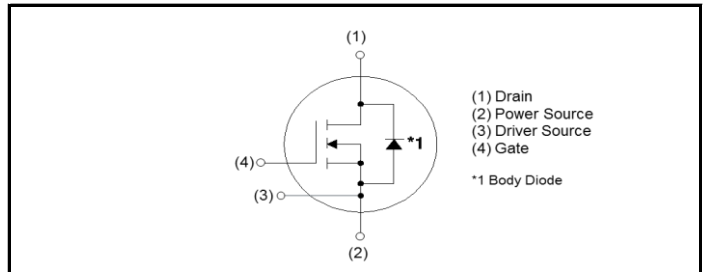 (1)
(1) Drain
(2) Power Source
(3) Driver Source
(4) Gate
*1
*1 Body Diode
(4)
(3)
(2)